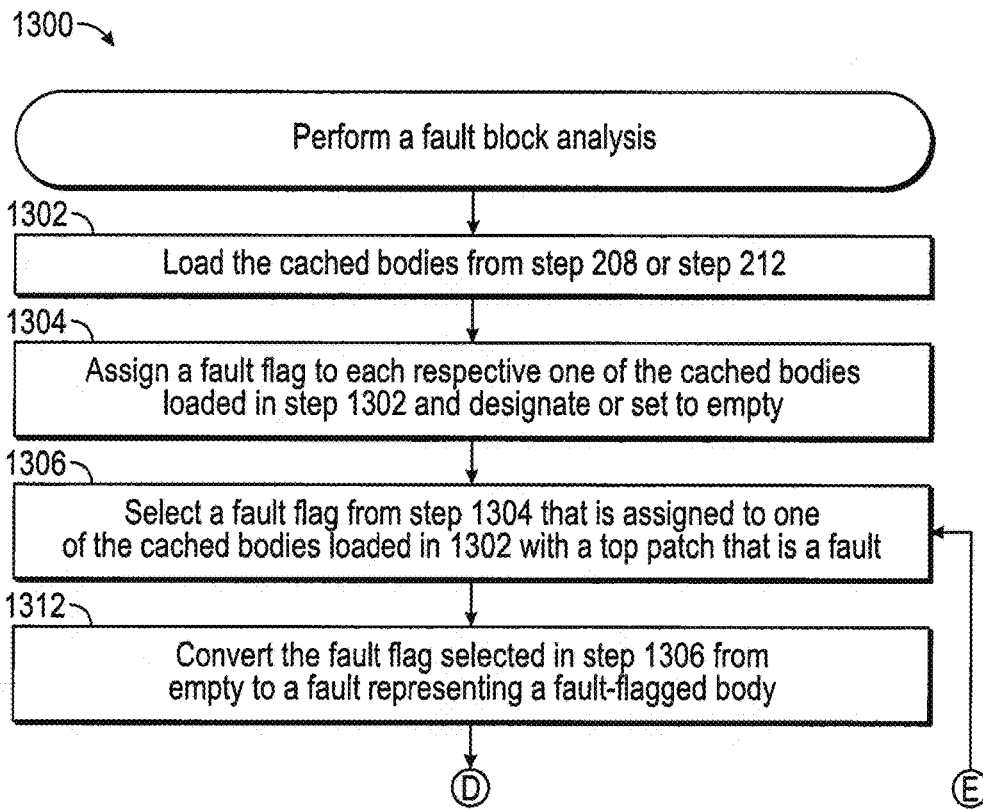 1300
Perform a fault block analysis
1302
Load the cached bodies from step 208 or step 212
1304
Assign a fault flag to each respective one of the cached bodies
loaded in step 1302 and designate or set to empty
1306
Select a fault flag from step 1304 that is assigned to one
of the cached bodies loaded in 1302 with a top patch that is a fault
1312
Convert the fault flag selected in step 1306 from
empty to a fault representing a fault-flagged body
D
E